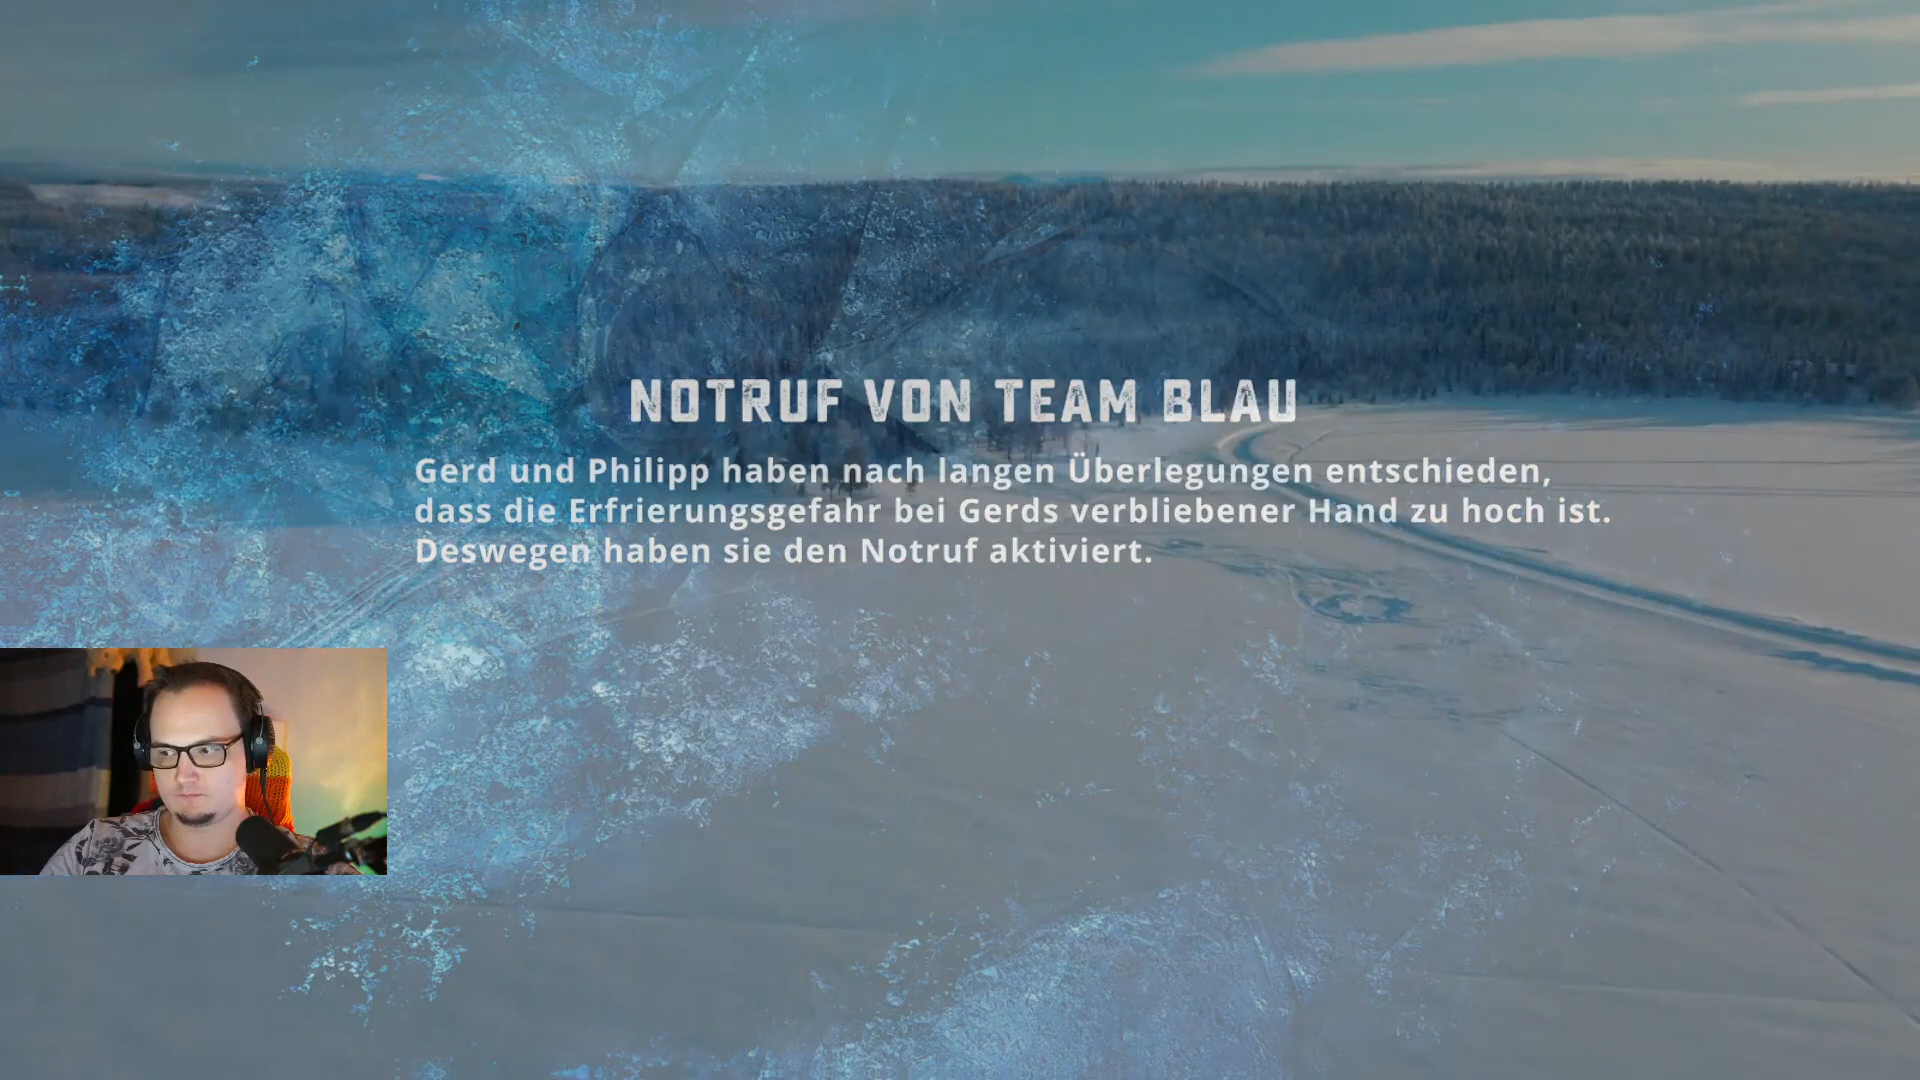 NOTRUF VON TEAM BLAU
Gerd und Philipp haben nach langen Überlegungen entschieden,
dass die Erfrierungsgefahr bei Gerds verbliebener Hand zu hoch ist.
Deswegen haben sie den Notruf aktiviert.